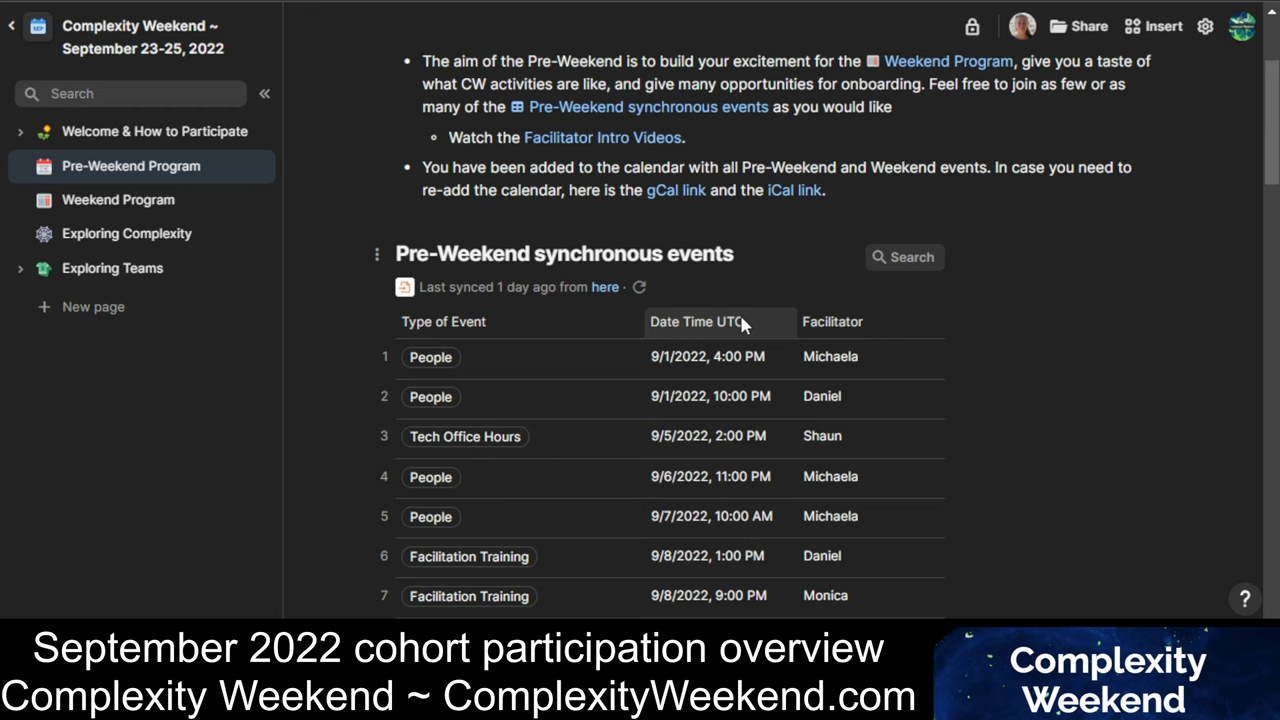 Complexity Weekend ~
September 23-25, 2022
Share
Insert
Search
Welcome & How to Participate
Pre-Weekend Program
Weekend Program
Exploring Complexity
Exploring Teams
New page
The aim of the Pre-Weekend is to build your excitement for the Weekend Program, give you a taste of
what CW activities are like, and give many opportunities for onboarding. Feel free to join as few or as
many of the Pre-Weekend synchronous events as you would like
Watch the Facilitator Intro Videos.
You have been added to the calendar with all Pre-Weekend and Weekend events. In case you need to
re-add the calendar, here is the gCal link and the iCal link.
Pre-Weekend synchronous events
Search
Last synced 1 day ago from here ·
Type of Event Date Time UTC Facilitator
1 People 9/1/2022, 4:00 PM Michaela
2 People 9/1/2022, 10:00 PM Daniel
3 Tech Office Hours 9/5/2022, 2:00 PM Shaun
4 People 9/6/2022, 11:00 PM Michaela
5 People 9/7/2022, 10:00 AM Michaela
6 Facilitation Training 9/8/2022, 1:00 PM Daniel
7 Facilitation Training 9/8/2022, 9:00 PM Monica
?
September 2022 cohort participation overview
Complexity Weekend ~ ComplexityWeekend.com
Complexity
Weekend